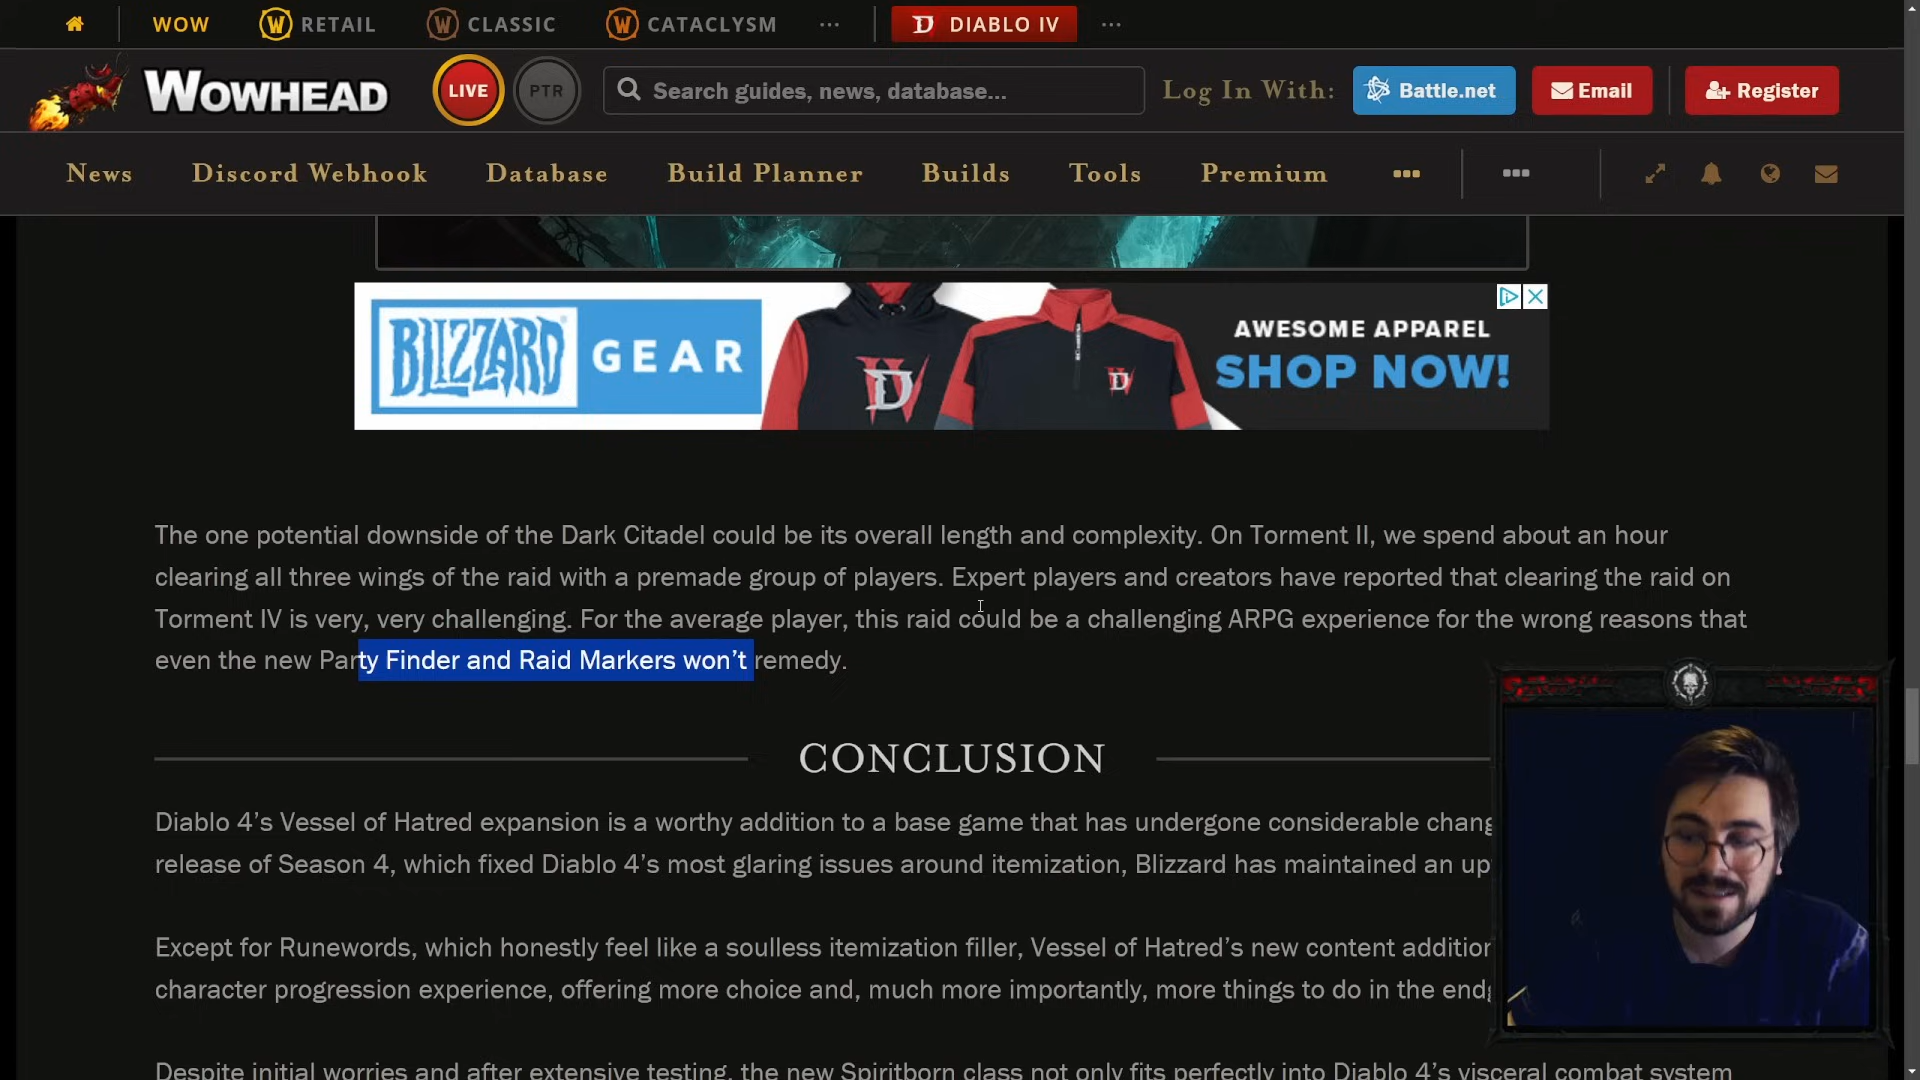 WOW RETAIL CLASSIC CATACLYSM ... DIABLO IV ...
WOWHEAD LIVE PTR Search guides, news, database... Log In With: Battle.net Email Register
News Discord Webhook Database Build Planner Builds Tools Premium ... ...
BLIZZARD GEAR
AWESOME APPAREL
SHOP NOW!
The one potential downside of the Dark Citadel could be its overall length and complexity. On Torment II, we spend about an hour
clearing all three wings of the raid with a premade group of players. Expert players and creators have reported that clearing the raid on
Torment IV is very, very challenging. For the average player, this raid could be a challenging ARPG experience for the wrong reasons that
even the new Party Finder and Raid Markers won’t remedy.
CONCLUSION
Diablo 4’s Vessel of Hatred expansion is a worthy addition to a base game that has undergone considerable chang
release of Season 4, which fixed Diablo 4’s most glaring issues around itemization, Blizzard has maintained an up
Except for Runewords, which honestly feel like a soulless itemization filler, Vessel of Hatred’s new content addition
character progression experience, offering more choice and, much more importantly, more things to do in the endg
Despite initial worries and after extensive testing, the new Spiritborn class not only fits perfectly into Diablo 4’s visceral combat system